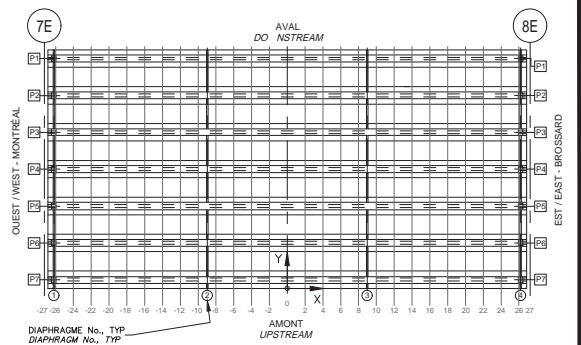 7E
8E
AVAL
DO NSTREAM
P1
P1
P2
P2
P3
P3
P4
P4
P5
P5
P6
P6
P7
P7
OUEST / WEST - MONTRÉAL
EST / EAST - BROSSARD
Y
X
1
2
3
4
-27 -26 -24 -22 -20 -18 -16 -14 -12 -10 -8 -6 -4 -2 0 2 4 6 8 10 12 14 16 18 20 22 24 26 27
AMONT
UPSTREAM
DIAPHRAGME No., TYP
DIAPHRAGM No., TYP